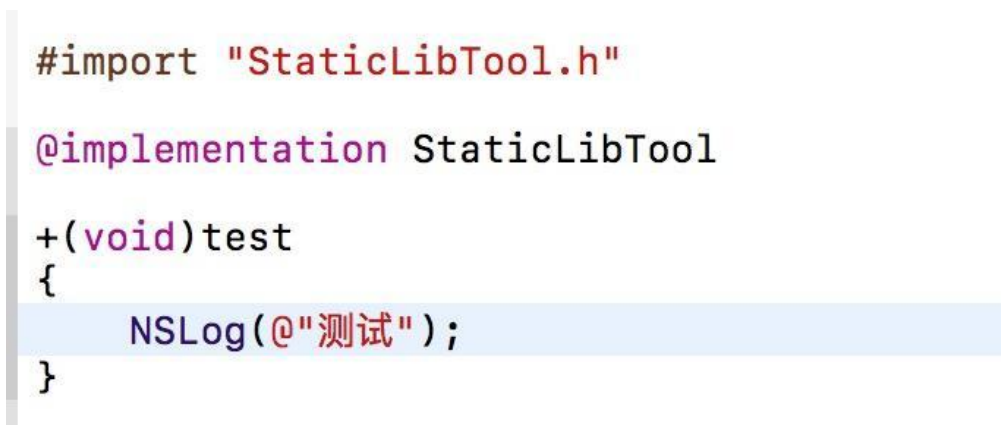 #import "StaticLibTool.h"
@implementation StaticLibTool
+(void)test
{
NSLog(@"测试");
}